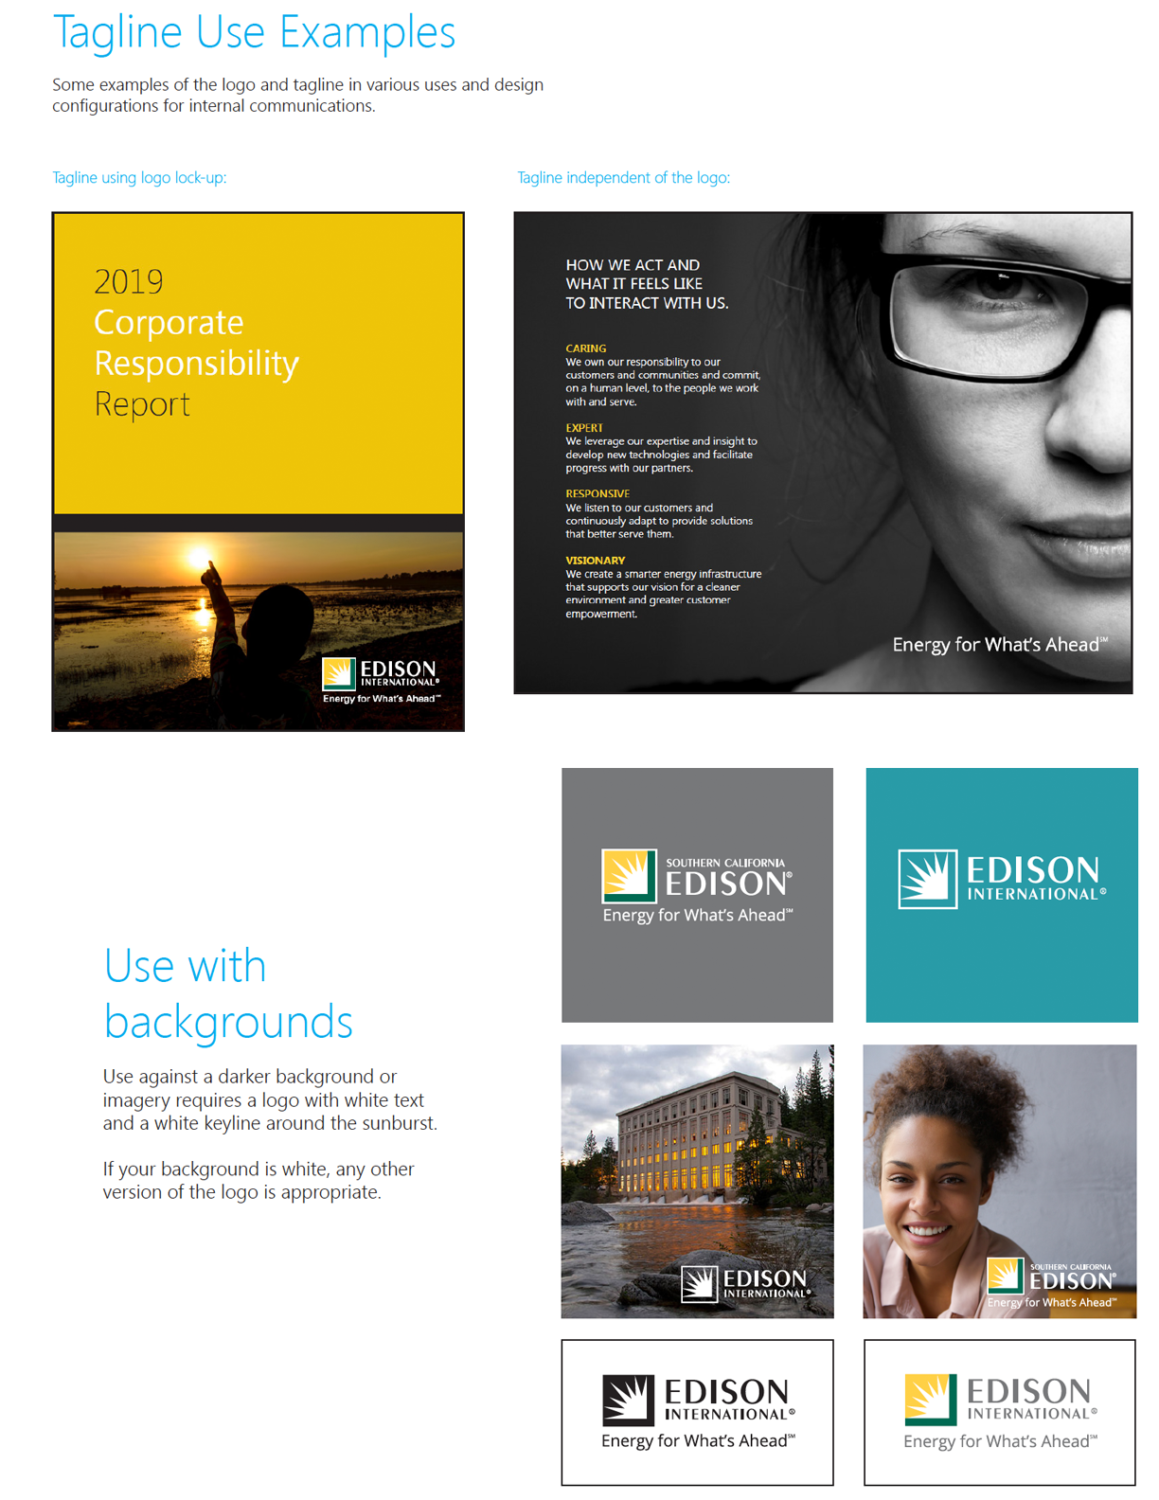 Tagline Use Examples
Some examples of the logo and tagline in various uses and design
configurations for internal communications.
Tagline using logo lock-up:
2019
Corporate
Responsibility
Report
EDISON
INTERNATIONAL®
Energy for What's Ahead℠
Tagline independent of the logo:
HOW WE ACT AND
WHAT IT FEELS LIKE
TO INTERACT WITH US.
CARING
We own our responsibility to our
customers and communities and commit,
on a human level, to the people we work
with and serve.
EXPERT
We leverage our expertise and insight to
develop new technologies and facilitate
progress with our partners.
RESPONSIVE
We listen to our customers and
continuously adapt to provide solutions
that better serve them.
VISIONARY
We create a smarter energy infrastructure
that supports our vision for a cleaner
environment and greater customer
empowerment.
Energy for What's Ahead℠
Use with
backgrounds
Use against a darker background or
imagery requires a logo with white text
and a white keyline around the sunburst.
If your background is white, any other
version of the logo is appropriate.
SOUTHERN CALIFORNIA
EDISON®
Energy for What's Ahead℠
EDISON
INTERNATIONAL®
EDISON
INTERNATIONAL®
SOUTHERN CALIFORNIA
EDISON®
Energy for What's Ahead℠
EDISON
INTERNATIONAL®
Energy for What's Ahead℠
EDISON
INTERNATIONAL®
Energy for What's Ahead℠